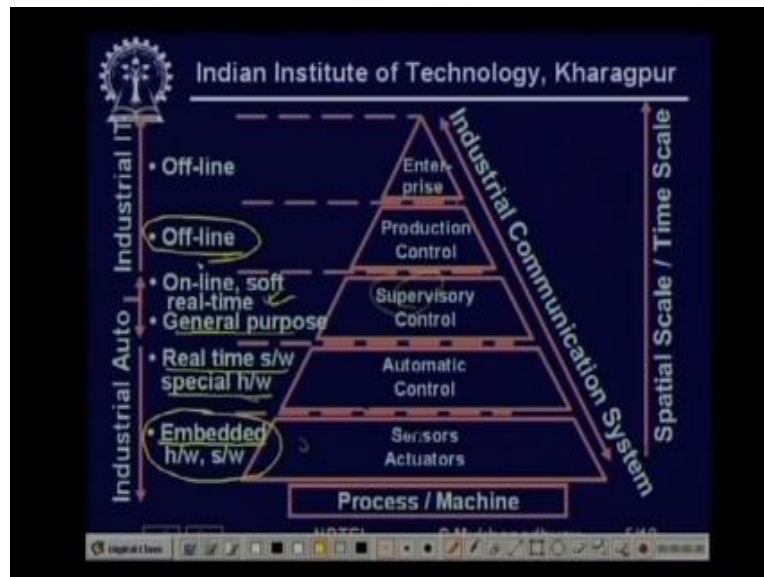 Indian Institute of Technology, Kharagpur
Industrial IT
Industrial Auto
• Off-line
• Off-line
• On-line, soft
real-time
• General purpose
• Real time s/w
special h/w
• Embedded
h/w, s/w
Enter-
prise
Production
Control
Supervisory
Control
Automatic
Control
Sensors
Actuators
Process / Machine
Industrial Communication System
Spatial Scale / Time Scale